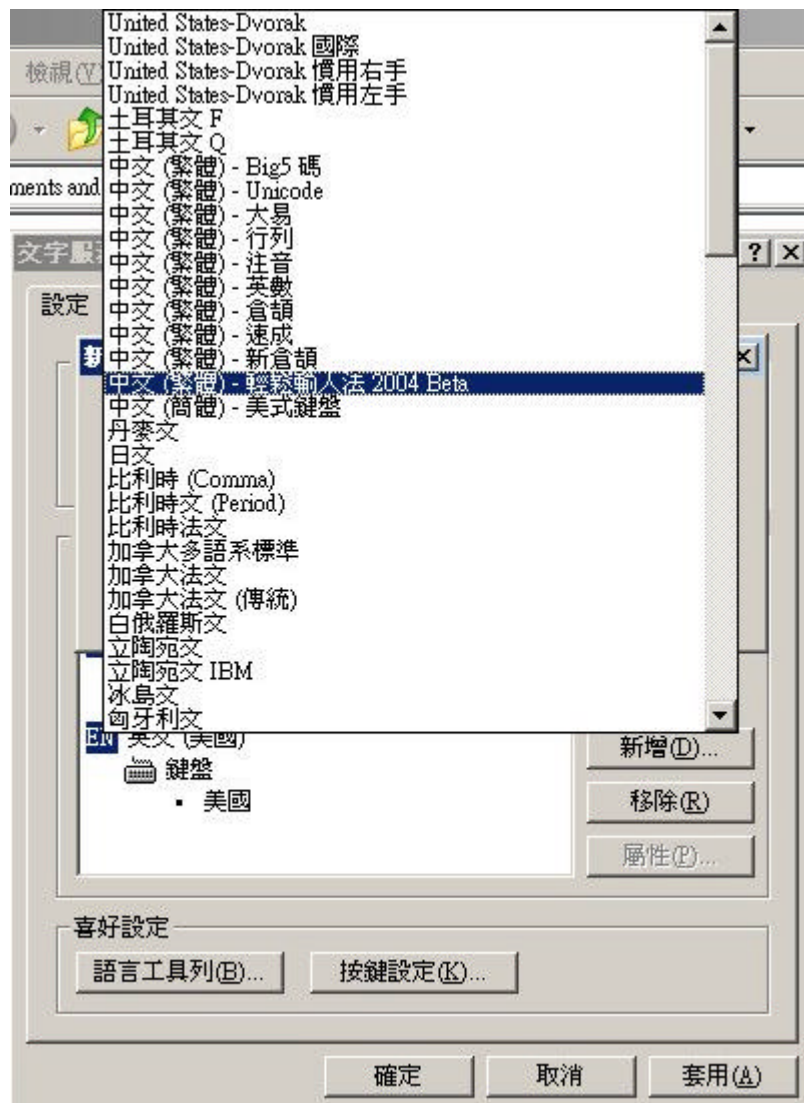 United States-Dvorak
United States-Dvorak 國際
檢視(V)
United States-Dvorak 慣用右手
United States-Dvorak 慣用左手
土耳其文 F
土耳其文 Q
中文 (繁體) - Big5 碼
ments and
中文 (繁體) - Unicode
中文 (繁體) - 大易
中文 (繁體) - 行列
文字服
中文 (繁體) - 注音
中文 (繁體) - 英數
設定
中文 (繁體) - 倉頡
中文 (繁體) - 速成
新
中文 (繁體) - 新倉頡
中文 (繁體) - 輕鬆輸入法 2004 Beta
中文 (簡體) - 美式鍵盤
丹麥文
日文
比利時 (Comma)
比利時文 (Period)
比利時法文
加拿大多語系標準
加拿大法文
加拿大法文 (傳統)
白俄羅斯文
立陶宛文
立陶宛文 IBM
冰島文
匈牙利文
EN 英文 (美國)
新增(D)...
鍵盤
美國
移除(R)
屬性(P)...
喜好設定
語言工具列(B)...
按鍵設定(K)...
確定
取消
套用(A)